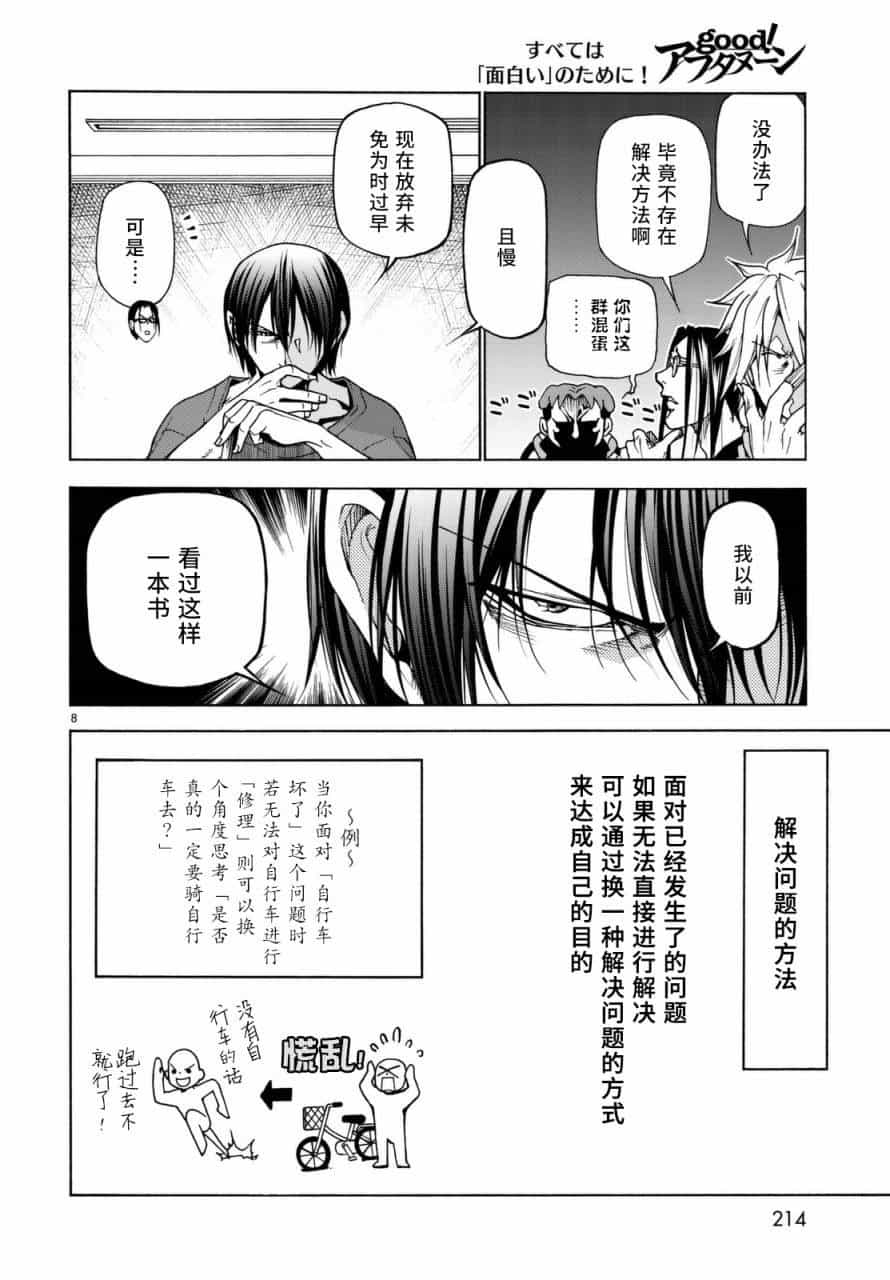 すべては
「面白い」のために！
good!
アフタヌーン
没办法了
毕竟不存在
解决方法啊
你们这
群混蛋
……
且慢
现在放弃未
免为时过早
可是…
我以前
看过这样
一本书
8
解决问题的方法
面对已经发生了的问题
如果无法直接进行解决
可以通过换一种解决问题的方式
来达成自己的目的
～例～
当你面对「自行车
坏了」这个问题时
若无法对自行车进行
「修理」则可以换
个角度思考「是否
真的一定要骑自行
车去？」
慌乱!
没有自
行车的话
跑过去不
就行了!
214